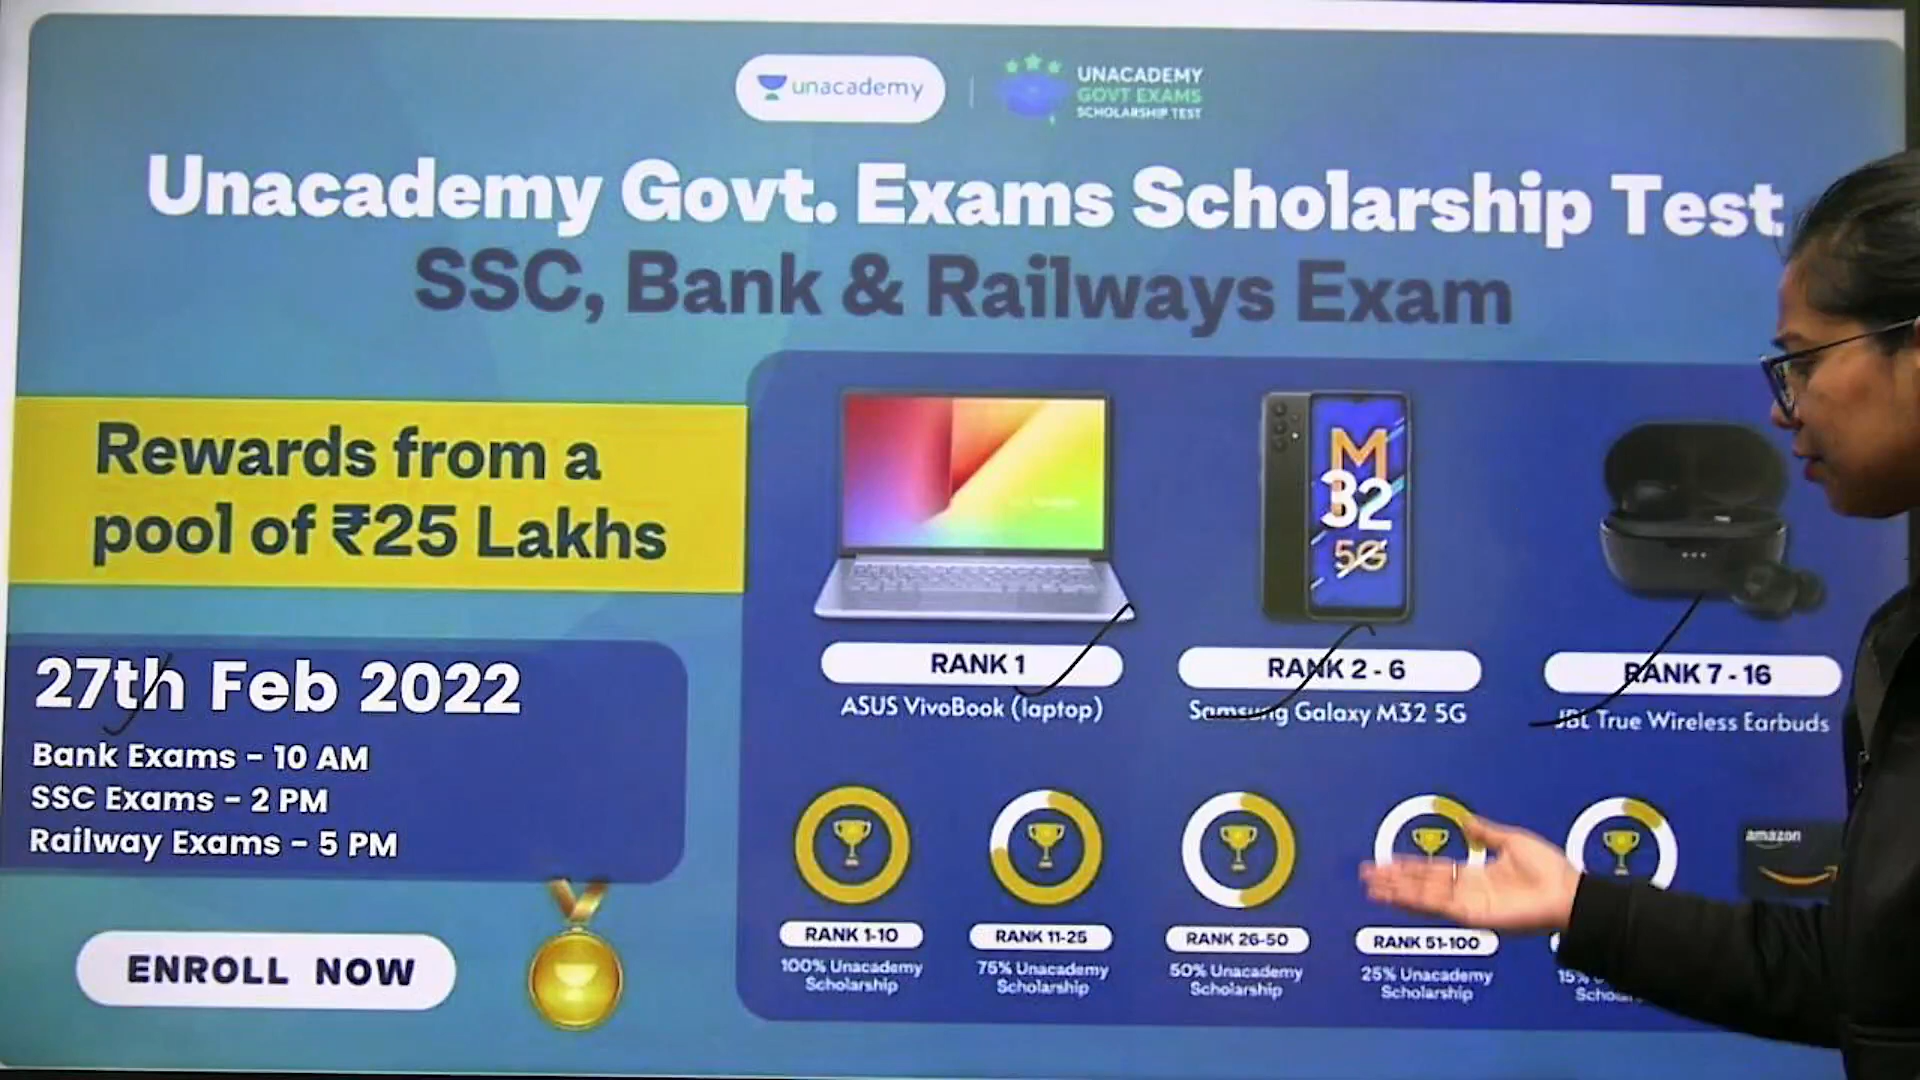 unacademy
UNACADEMY
GOVT EXAMS
SCHOLARSHIP TEST
Unacademy Govt. Exams Scholarship Test
SSC, Bank & Railways Exam
Rewards from a
pool of ₹25 Lakhs
27th Feb 2022
Bank Exams - 10 AM
SSC Exams - 2 PM
Railway Exams - 5 PM
ENROLL NOW
M
32
5G
RANK 1
ASUS VivoBook (laptop)
RANK 2 - 6
Samsung Galaxy M32 5G
RANK 7 - 16
JBL True Wireless Earbuds
amazon
RANK 1-10
100% Unacademy
Scholarship
RANK 11-25
75% Unacademy
Scholarship
RANK 26-50
50% Unacademy
Scholarship
RANK 51-100
25% Unacademy
Scholarship
15%